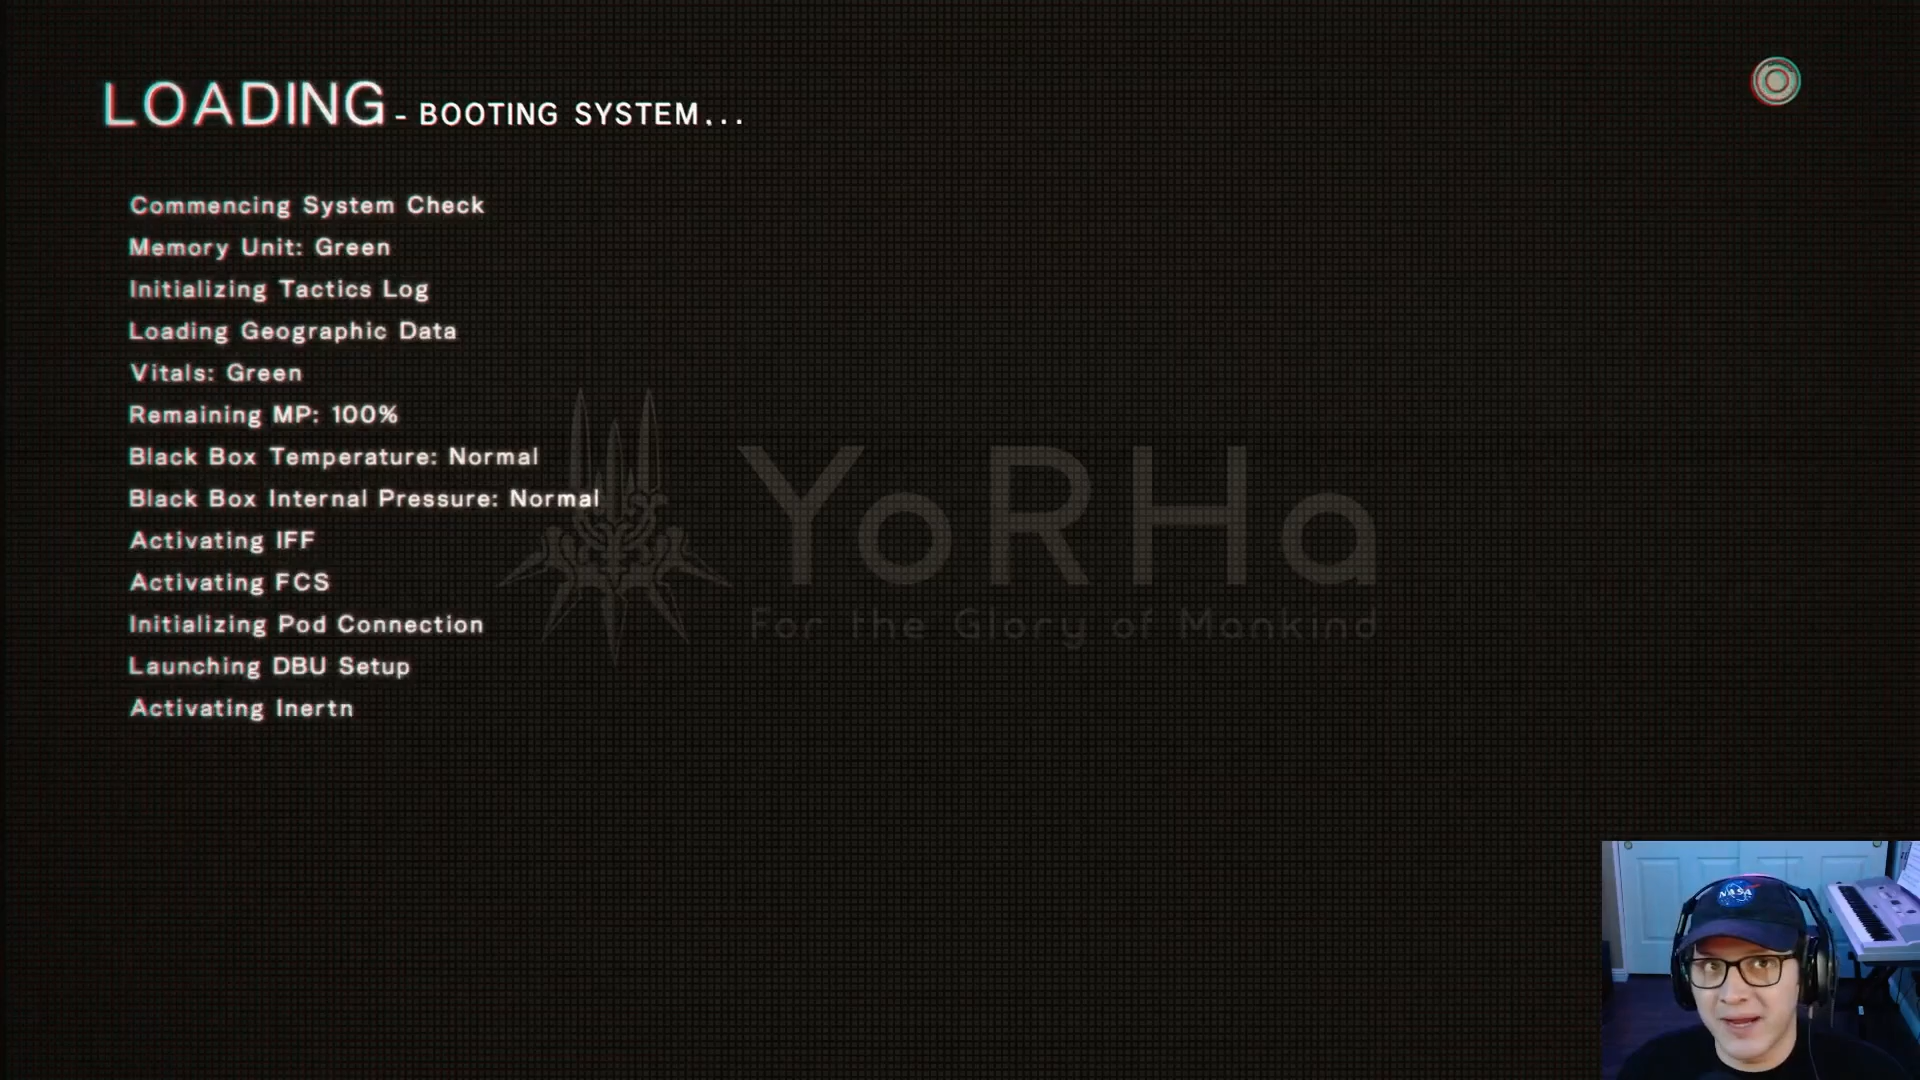 LOADING - BOOTING SYSTEM...
Commencing System Check
Memory Unit: Green
Initializing Tactics Log
Loading Geographic Data
Vitals: Green
Remaining MP: 100%
Black Box Temperature: Normal
Black Box Internal Pressure: Normal
Activating IFF
Activating FCS
Initializing Pod Connection
Launching DBU Setup
Activating Inertn
YoRHa
For the Glory of Mankind
NASA